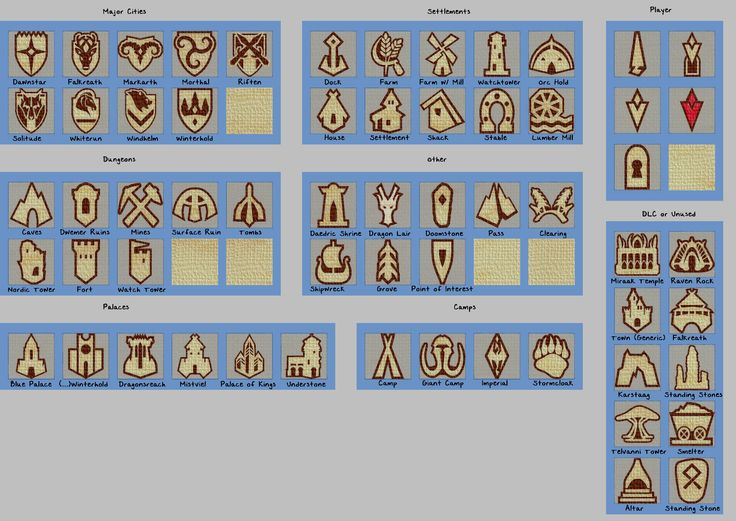 Major Cities
Dawnstar Falkreath Markarth Morthal Riften
Solitude Whiterun Windhelm Winterhold
Settlements
Dock Farm Farm w/ Mill Watchtower Orc Hold
House Settlement Shack Stable Lumber Mill
Player
Dungeons
Caves Dwemer Ruins Mines Surface Ruin Tombs
Nordic Tower Fort Watch Tower
Other
Daedric Shrine Dragon Lair Doomstone Pass Clearing
Shipwreck Grove Point of Interest
DLC or Unused
Miraak Temple Raven Rock
Town (Generic) Falkreath
Karstaag Standing Stones
Telvanni Tower Smelter
Altar Standing Stone
Palaces
Blue Palace (...)Winterhold Dragonsreach Mistviel Palace of Kings Understone
Camps
Camp Giant Camp Imperial Stormcloak